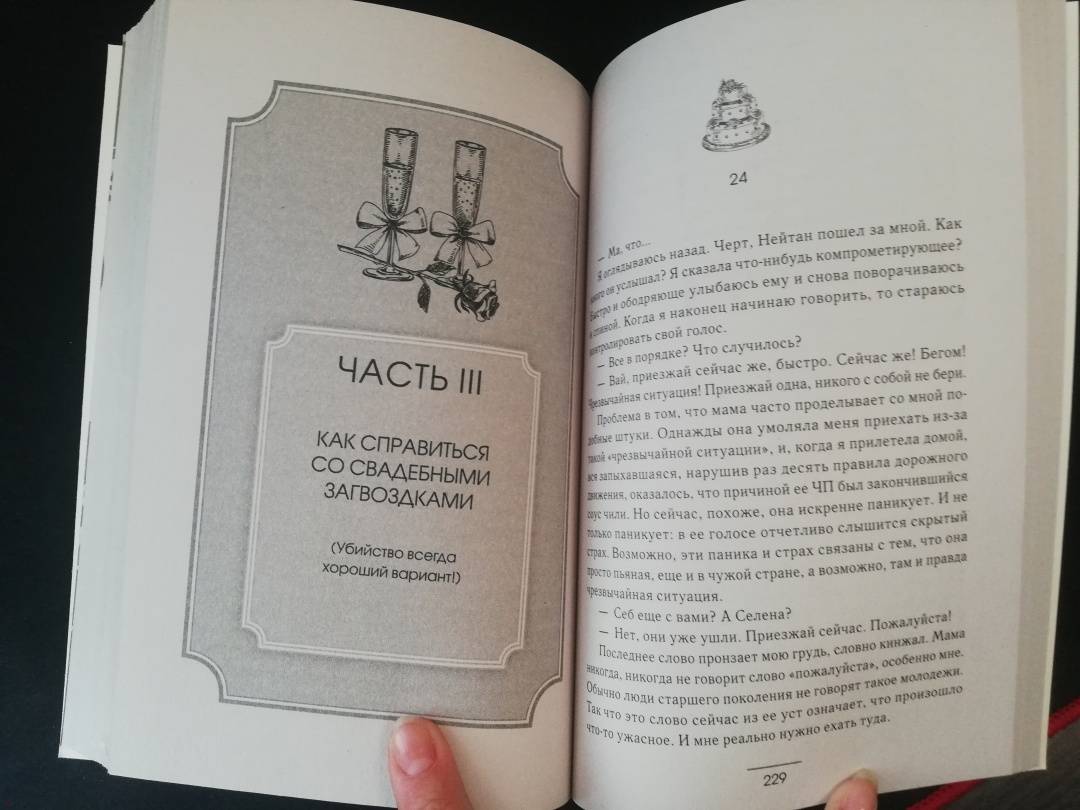 ЧАСТЬ III
КАК СПРАВИТЬСЯ
СО СВАДЕБНЫМИ
ЗАГВОЗДКАМИ
(Убийство всегда
хороший вариант!)
24
— Ма, что...
Я оглядываюсь назад. Черт, Нейтан пошел за мной. Как
много он услышал? Я сказала что-нибудь компрометирующее?
Быстро и ободряюще улыбаюсь ему и снова поворачиваюсь
спиной. Когда я наконец начинаю говорить, то стараюсь
контролировать свой голос.
— Все в порядке? Что случилось?
— Вай, приезжай сейчас же, быстро. Сейчас же! Бегом!
Чрезвычайная ситуация! Приезжай одна, никого с собой не бери.
Проблема в том, что мама часто проделывает со мной по-
добные штуки. Однажды она умоляла меня приехать из-за
такой «чрезвычайной ситуации», и, когда я прилетела домой,
вся запыхавшаяся, нарушив раз десять правила дорожного
движения, оказалось, что причиной ее ЧП был закончившийся
соус чили. Но сейчас, похоже, она искренне паникует. И не
только паникует: в ее голосе отчетливо слышится скрытый
страх. Возможно, эти паника и страх связаны с тем, что она
просто пьяная, еще и в чужой стране, а возможно, там и правда
чрезвычайная ситуация.
— Себ еще с вами? А Селена?
— Нет, они уже ушли. Приезжай сейчас. Пожалуйста!
Последнее слово пронзает мою грудь, словно кинжал. Мама
никогда, никогда не говорит слово «пожалуйста», особенно мне.
Обычно люди старшего поколения не говорят такое молодежи.
Так что это слово сейчас из ее уст означает, что произошло
что-то ужасное. И мне реально нужно ехать туда.
229